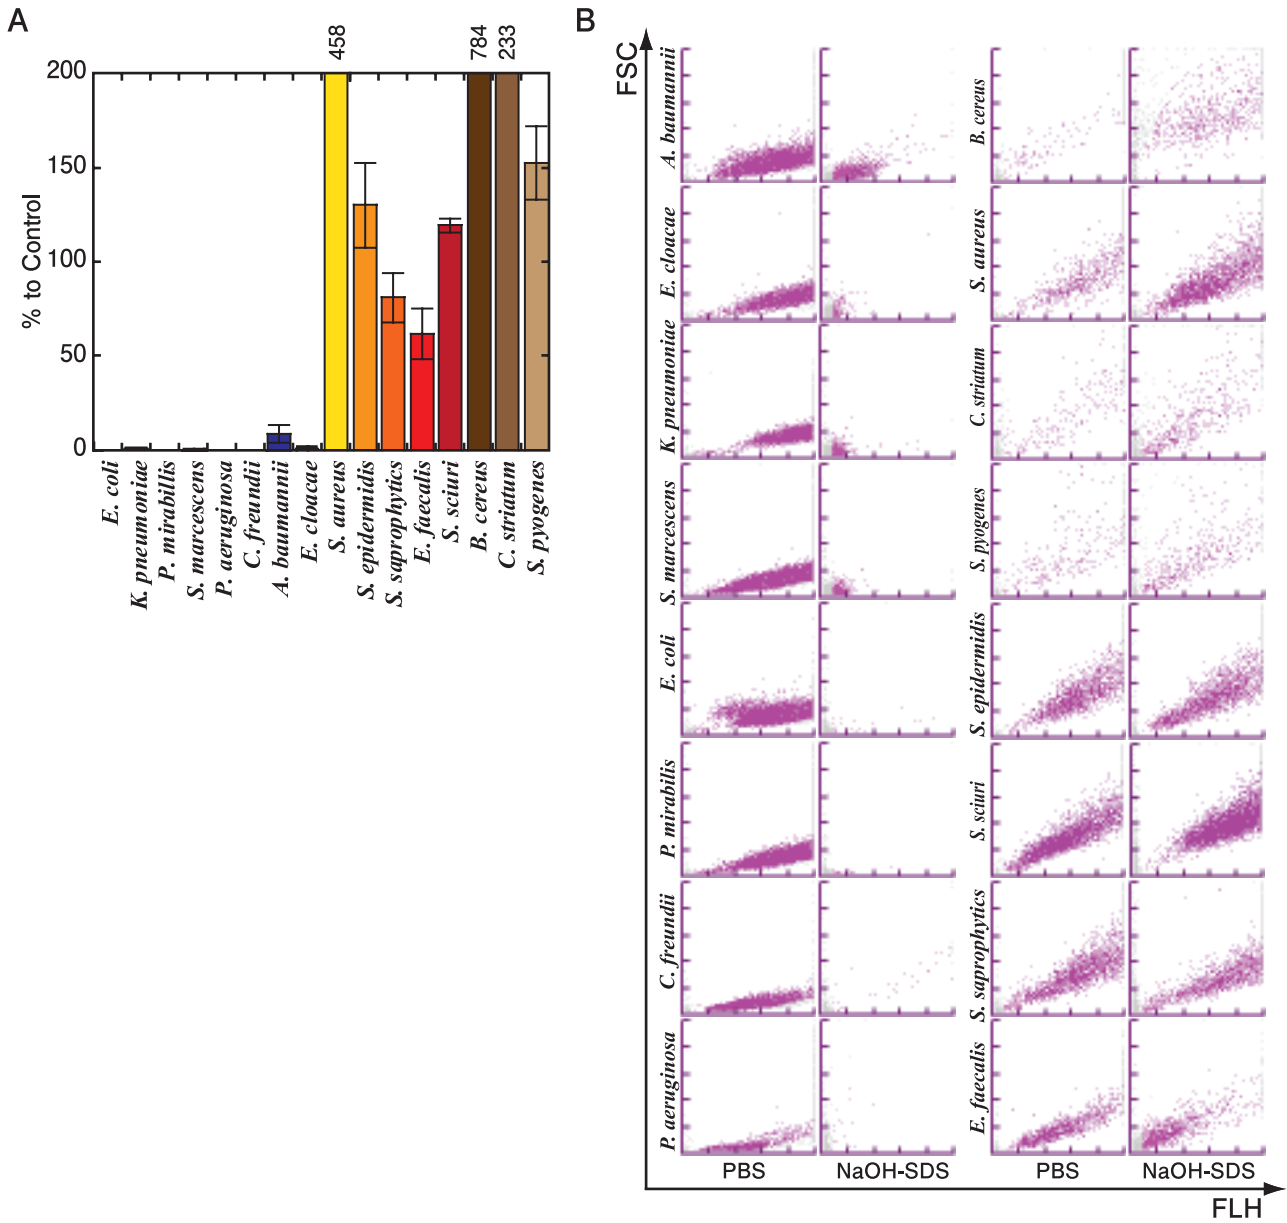 A
458
784
233
200
150
100
50
0
% to Control
E. coli
K. pneumoniae
P. mirabillis
S. marcescens
P. aeruginosa
C. freundii
A. baumannii
E. cloacae
S. aureus
S. epidermidis
S. saprophytics
E. faecalis
S. sciuri
B. cereus
C. striatum
S. pyogenes
B
FSC
A. baumannii
E. cloacae
K. pneumoniae
S. marcescens
E. coli
P. mirabilis
C. freundii
P. aeruginosa
B. cereus
S. aureus
C. striatum
S. pyogenes
S. epidermidis
S. sciuri
S. saprophytics
E. faecalis
PBS NaOH-SDS PBS NaOH-SDS
FLH